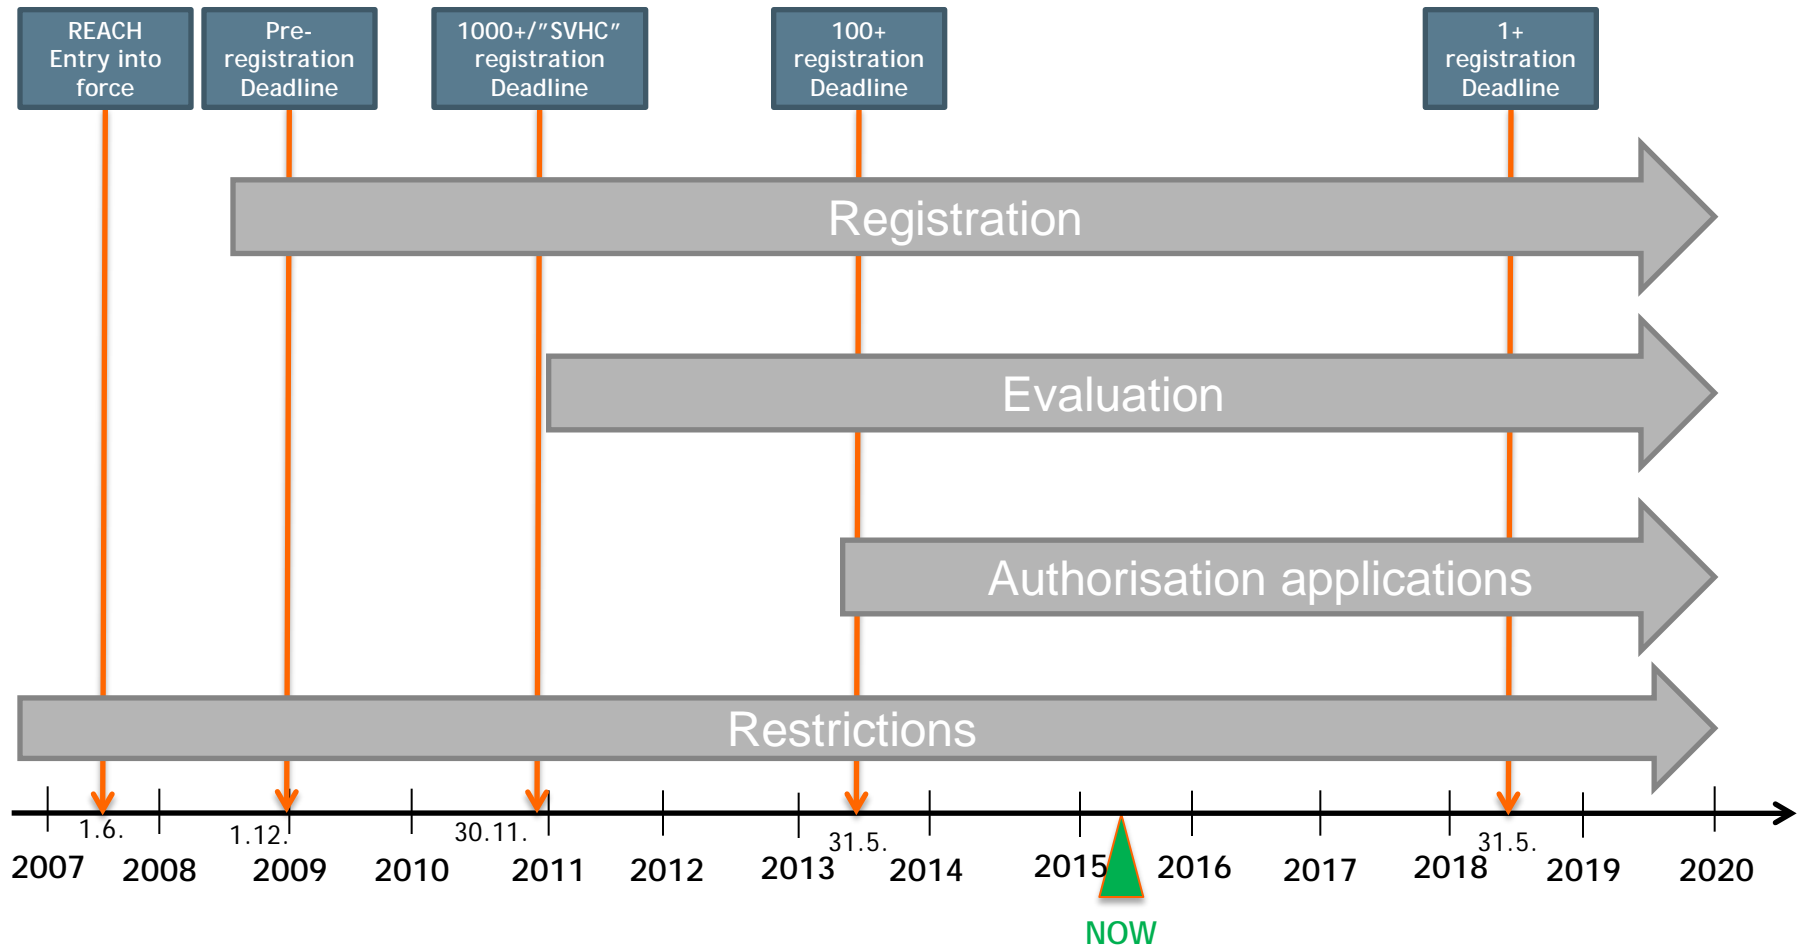 REACH
Entry into
force
Pre-
registration
Deadline
1000+/”SVHC”
registration
Deadline
100+
registration
Deadline
1+
registration
Deadline
Registration
Evaluation
Authorisation applications
Restrictions
1.6.
1.12.
30.11.
31.5.
31.5.
2007
2008
2009
2010
2011
2012
2013
2014
2015
2016
2017
2018
2019
2020
NOW